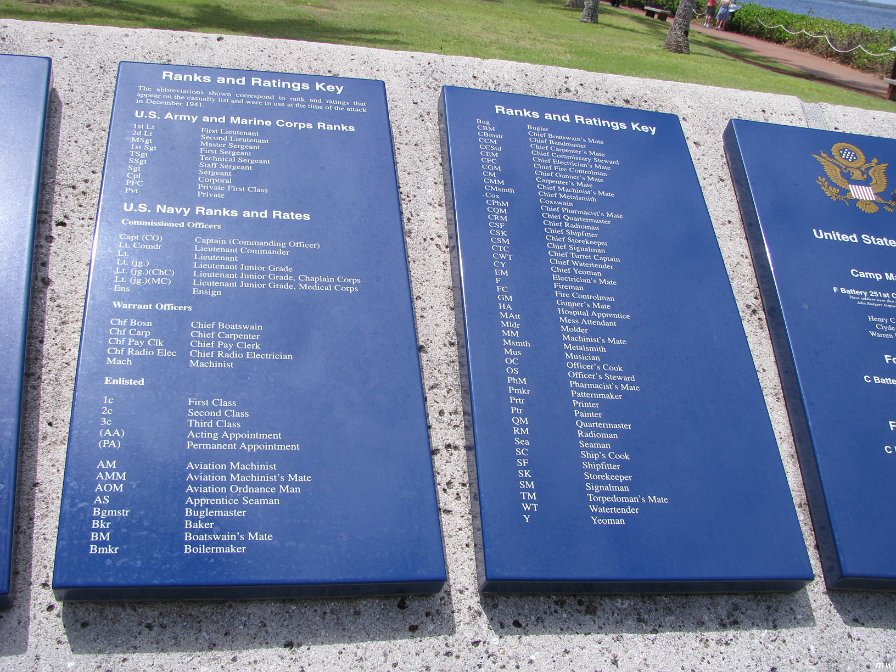 Ranks and Ratings Key
The abbreviations shown correspond to rank and ratings that
appear on the casualty list and were in use at the time of the attack
in December 1941.
U.S. Army and Marine Corps Ranks
1st Lt First Lieutenant
2d Lt Second Lieutenant
MSgt Master Sergeant
1st Sgt First Sergeant
TSgt Technical Sergeant
SSgt Staff Sergeant
Sgt Sergeant
Cpl Corporal
PFC Private First Class
Pvt Private
U.S. Navy Ranks and Rates
Commissioned Officers
Capt (CO) Captain (Commanding Officer)
Lt. Comdr Lieutenant Commander
Lt. Lieutenant
Lt. (jg.) Lieutenant Junior Grade
Lt. (jg.)(ChC) Lieutenant Junior Grade, Chaplain Corps
Lt. (jg.)(MC) Lieutenant Junior Grade, Medical Corps
Ens Ensign
Warrant Officers
Chf Bosn Chief Boatswain
Chf Carp Chief Carpenter
Chf Pay Clk Chief Pay Clerk
Chf Radio Elec Chief Radio Electrician
Mach Machinist
Enlisted
1c First Class
2c Second Class
3c Third Class
(AA) Acting Appointment
(PA) Permanent Appointment
AM Aviation Machinist
AMM Aviation Machinist's Mate
AOM Aviation Ordnance Man
AS Apprentice Seaman
Bgmstr Buglemaster
Bkr Baker
BM Boatswain's Mate
Bmkr Boilermaker
Ranks and Ratings Key
Bug Bugler
CBM Chief Boatswain's Mate
CBmstr Chief Bandmaster
CCM Chief Carpenter's Mate
CCStd Chief Commissary Steward
CEM Chief Electrician's Mate
CFC Chief Fire Controlman
CGM Chief Gunner's Mate
CM Carpenter's Mate
CMM Chief Machinist's Mate
CMsmth Chief Metalsmith
Cox Coxswain
CPhM Chief Pharmacist's Mate
CQM Chief Quartermaster
CRM Chief Radioman
CSF Chief Shipfitter
CSK Chief Storekeeper
CSM Chief Signalman
CTC Chief Turret Captain
CWT Chief Watertender
CY Chief Yeoman
EM Electrician's Mate
F Fireman
FC Fire Controlman
GM Gunner's Mate
HA Hospital Apprentice
MAtt Mess Attendant
Mldr Molder
MM Machinist's Mate
Msmth Metalsmith
Mus Musician
OC Officer's Cook
OS Officer's Steward
PhM Pharmacist's Mate
Pmkr Patternmaker
Prtr Printer
Ptr Painter
QM Quartermaster
RM Radioman
Sea Seaman
SC Ship's Cook
SF Shipfitter
SK Storekeeper
SM Signalman
TM Torpedoman's Mate
WT Watertender
Y Yeoman
United State
Camp M
F Battery 251st
Henry C
Clyde
Warren
Fo
C Batte
F
C